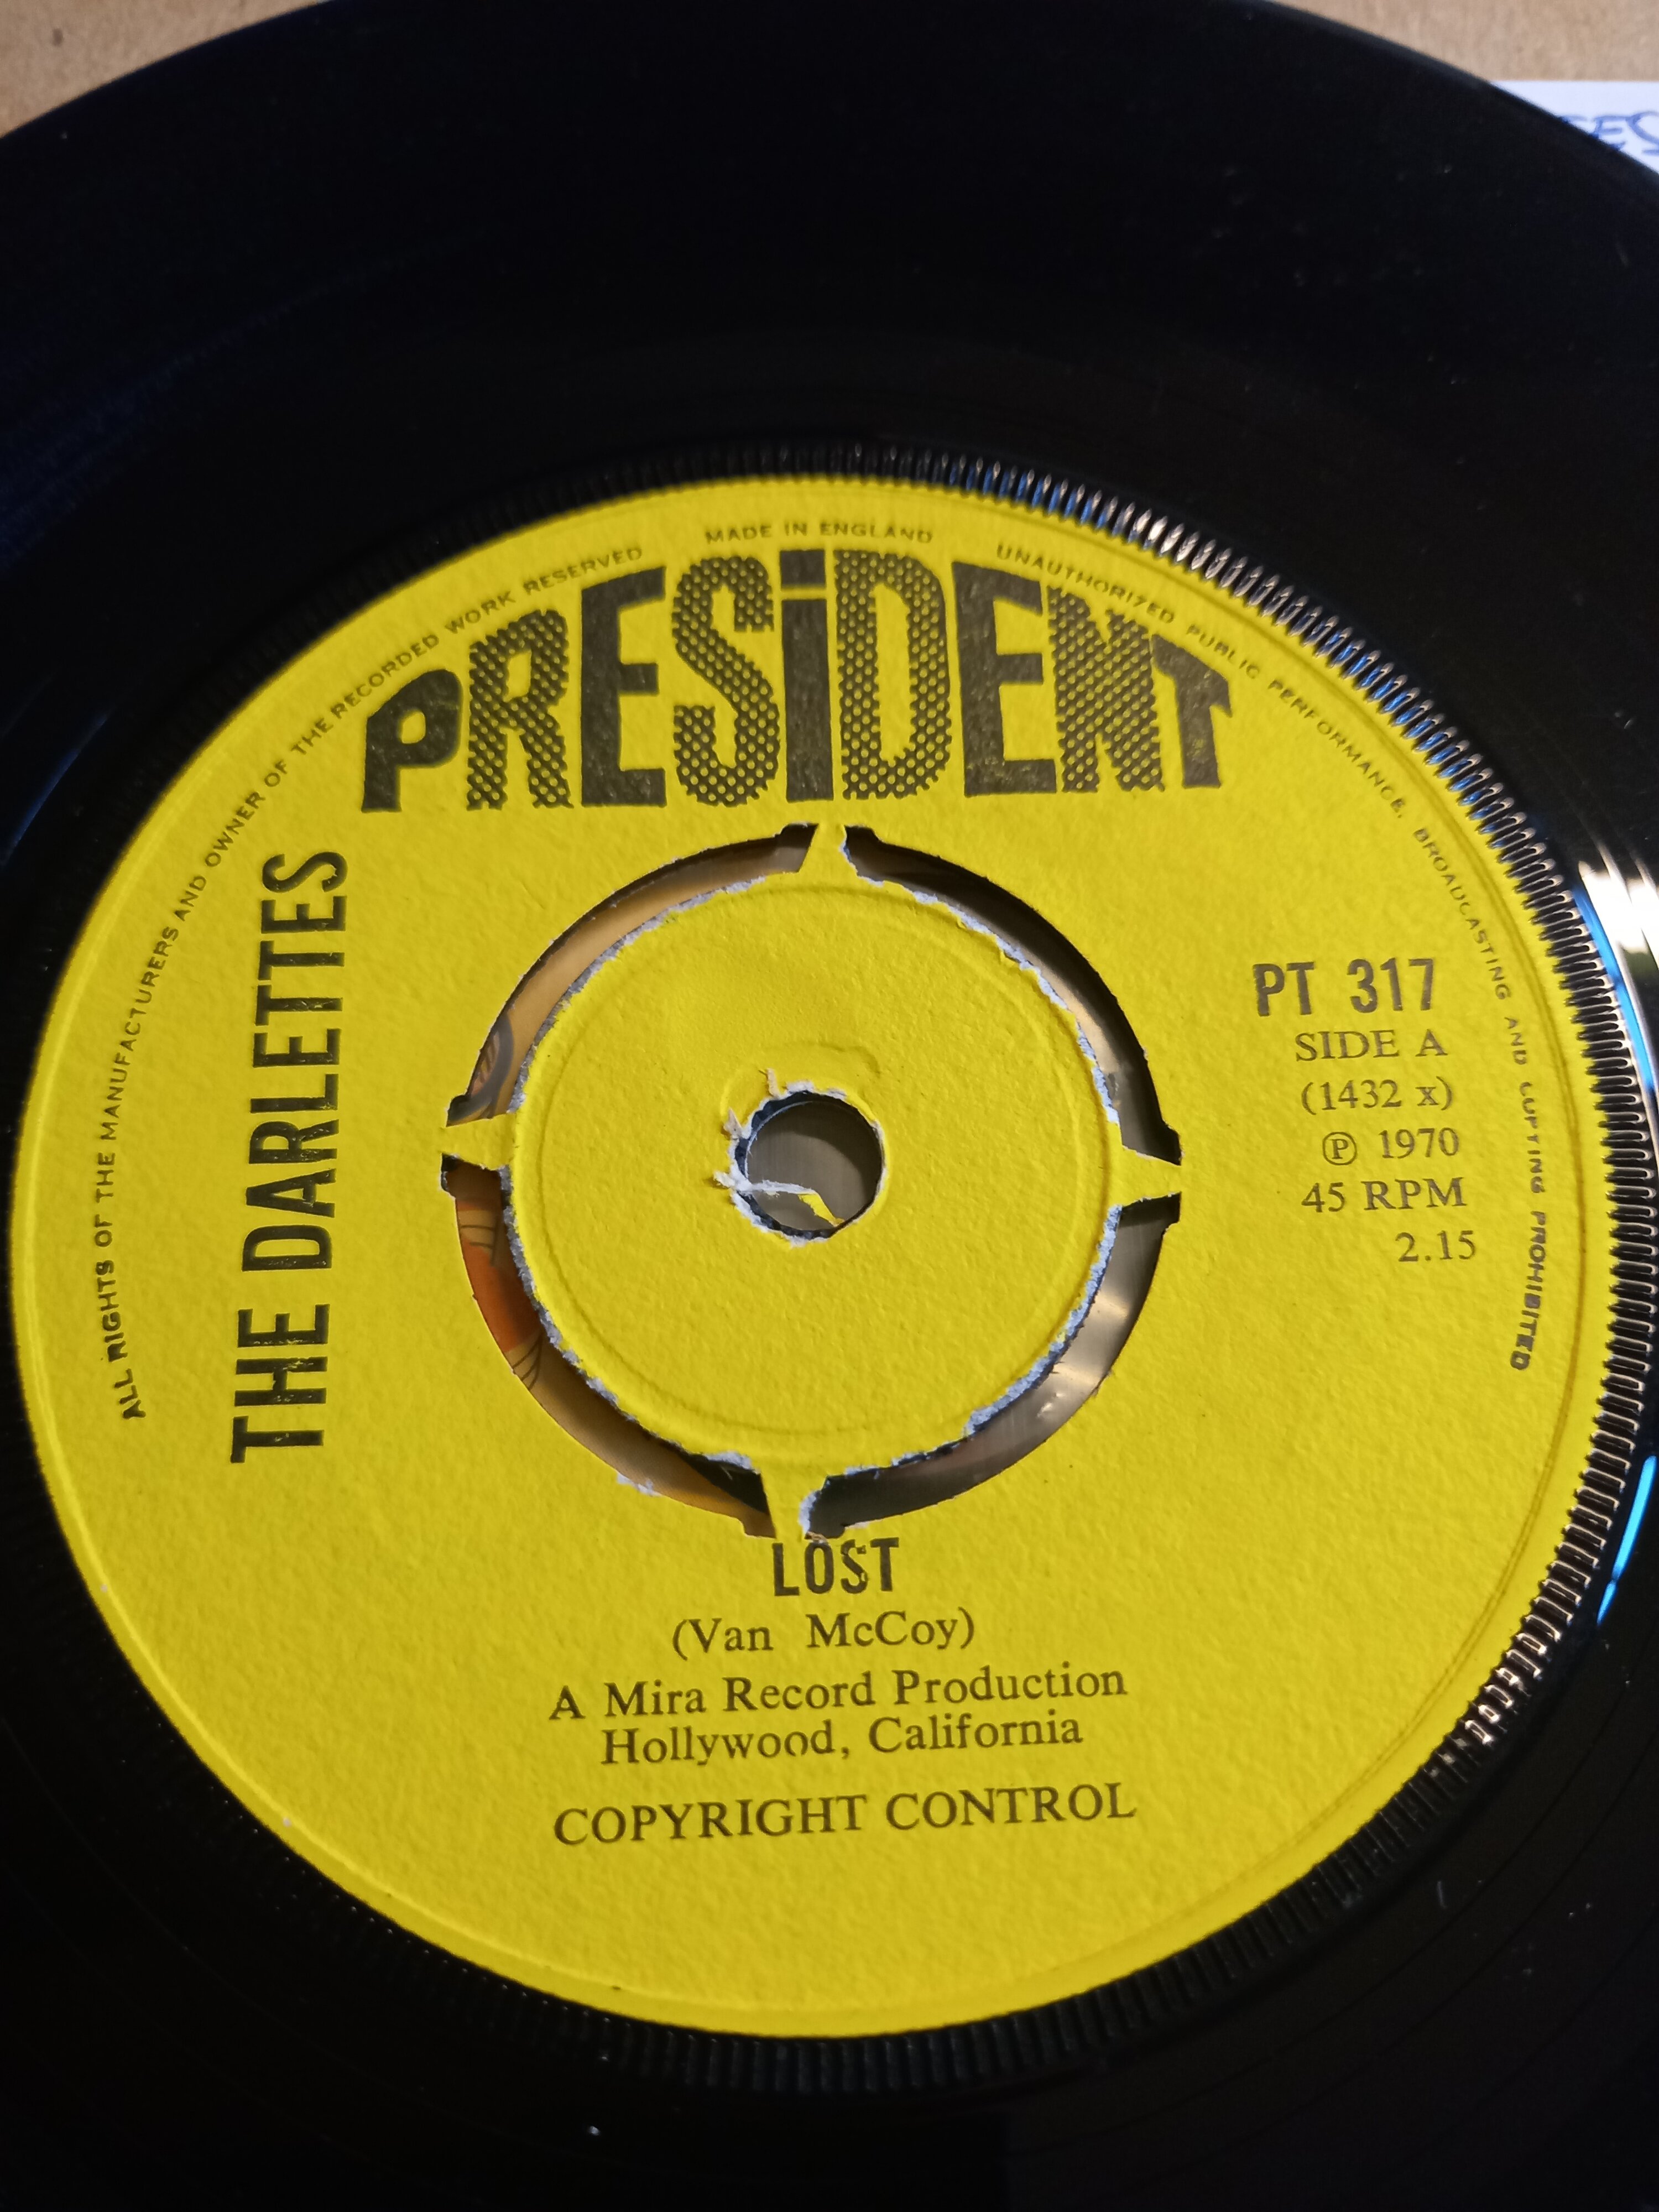 ALL RIGHTS OF THE MANUFACTURERS AND OWNER OF THE RECORDED WORK RESERVED
MADE IN ENGLAND
UNAUTHORIZED PUBLIC PERFORMANCE, BROADCASTING AND COPYING PROHIBITED
PRESiDENT
THE DARLETTES
PT 317
SIDE A
(1432 x)
℗ 1970
45 RPM
2.15
LOST
(Van McCoy)
A Mira Record Production
Hollywood, California
COPYRIGHT CONTROL